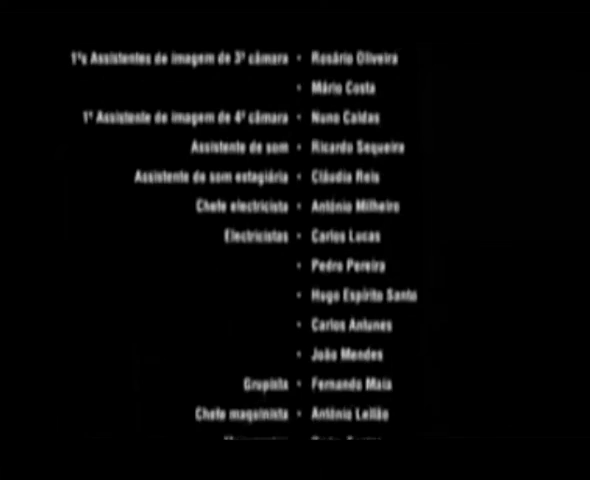 1ºs Assistentes de imagem de 3ª câmara • Rosário Oliveira
• Mário Costa
1º Assistente de imagem de 4ª câmara • Nuno Caldas
Assistente de som • Ricardo Sequeira
Assistente de som estagiária • Cláudia Reis
Chefe electricista • António Milheiro
Electricistas • Carlos Lucas
• Pedro Pereira
• Hugo Espírito Santo
• Carlos Antunes
• João Mendes
Grupista • Fernando Maia
Chefe maquinista • António Leitão